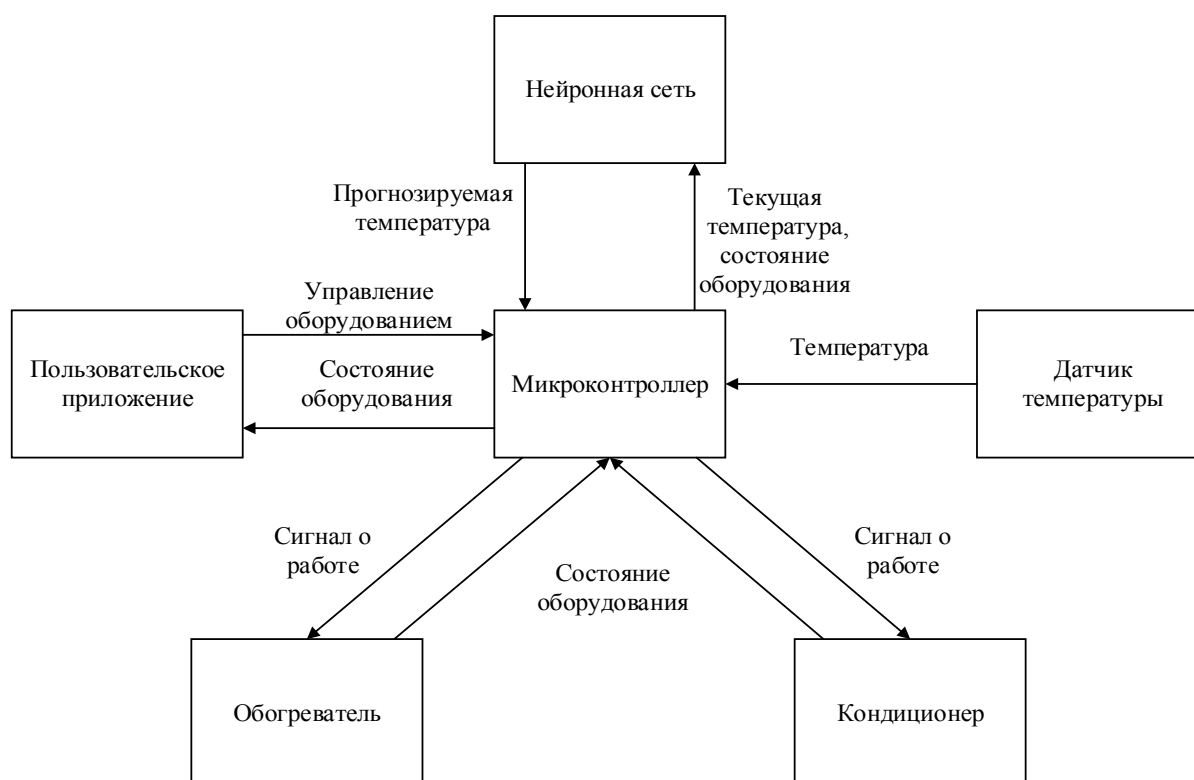 Нейронная сеть
Прогнозируемая
температура
Текущая
температура,
состояние
оборудования
Управление
оборудованием
Пользовательское
приложение
Состояние
оборудования
Микроконтроллер
Температура
Датчик
температуры
Сигнал о
работе
Состояние
оборудования
Сигнал о
работе
Обогреватель
Кондиционер